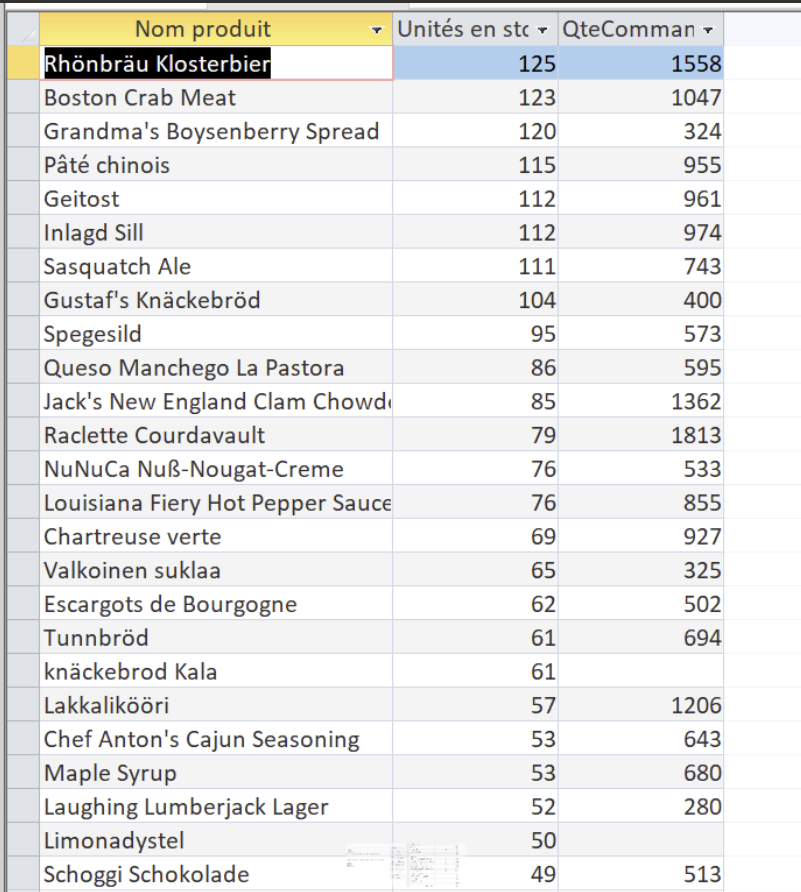 Nom produit Unités en stc QteComman
Rhönbräu Klosterbier 125 1558
Boston Crab Meat 123 1047
Grandma's Boysenberry Spread 120 324
Pâté chinois 115 955
Geitost 112 961
Inlagd Sill 112 974
Sasquatch Ale 111 743
Gustaf's Knäckebröd 104 400
Spegesild 95 573
Queso Manchego La Pastora 86 595
Jack's New England Clam Chowd 85 1362
Raclette Courdavault 79 1813
NuNuCa Nuß-Nougat-Creme 76 533
Louisiana Fiery Hot Pepper Sauce 76 855
Chartreuse verte 69 927
Valkoinen suklaa 65 325
Escargots de Bourgogne 62 502
Tunnbröd 61 694
knäckebrod Kala 61
Lakkalikööri 57 1206
Chef Anton's Cajun Seasoning 53 643
Maple Syrup 53 680
Laughing Lumberjack Lager 52 280
Limonadystel 50
Schoggi Schokolade 49 513